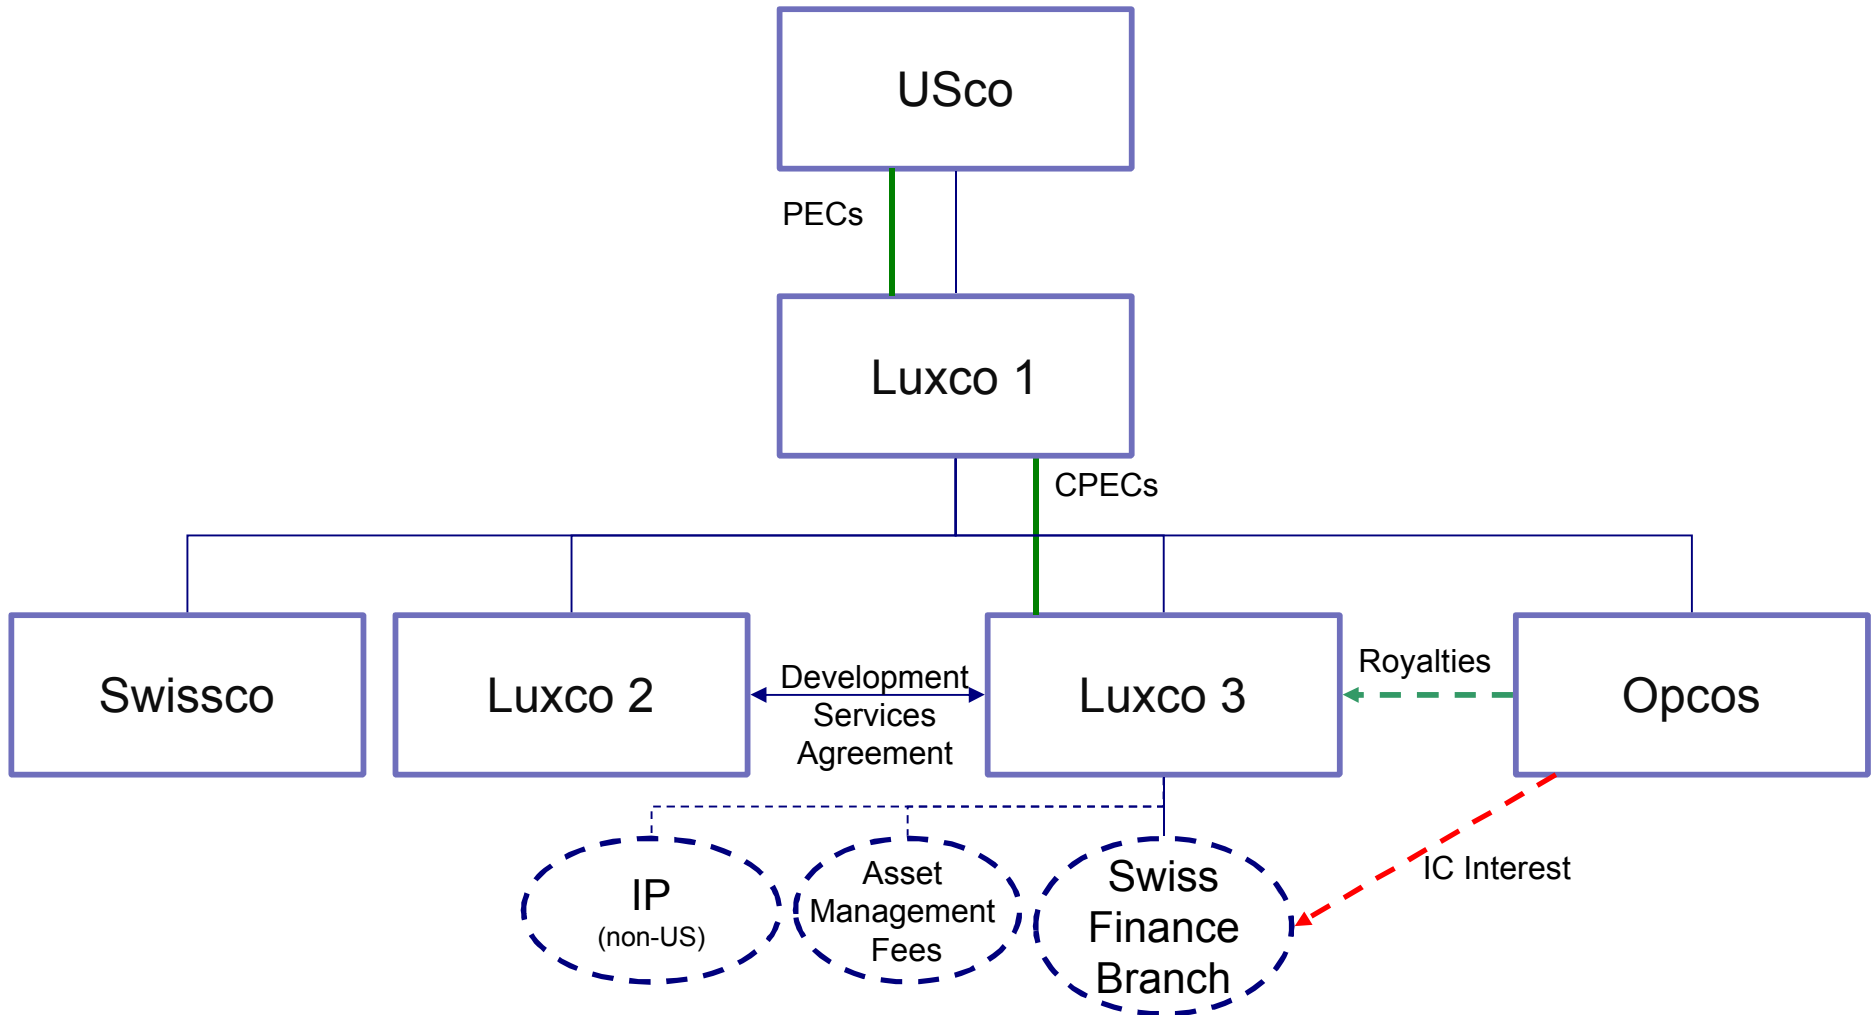 USco
PECs
Luxco 1
CPECs
Swissco
Luxco 2
Development
Services
Agreement
Luxco 3
Royalties
Opcos
IP
(non-US)
Asset
Management
Fees
Swiss
Finance
Branch
IC Interest